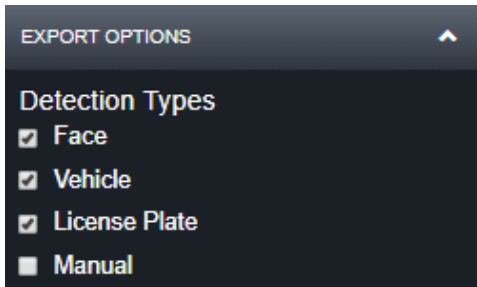 EXPORT OPTIONS
Detection Types
Face
Vehicle
License Plate
Manual